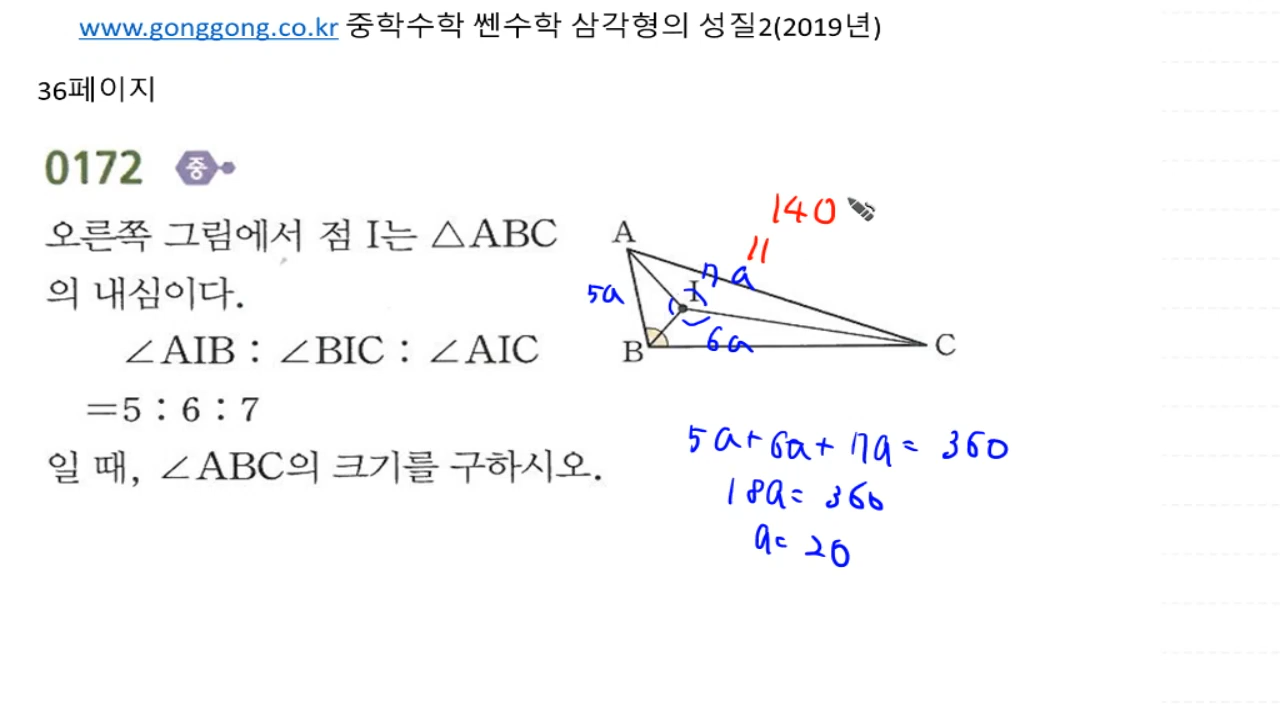 www.gonggong.co.kr 중학수학 쎈수학 삼각형의 성질2(2019년)
36페이지
0172 중
오른쪽 그림에서 점 I는 △ABC
의 내심이다.
∠AIB : ∠BIC : ∠AIC
=5 : 6 : 7
일 때, ∠ABC의 크기를 구하시오.
140
A
11
7a
5a
I
6a
B
C
5a+6a+7a= 360
18a= 360
a= 20